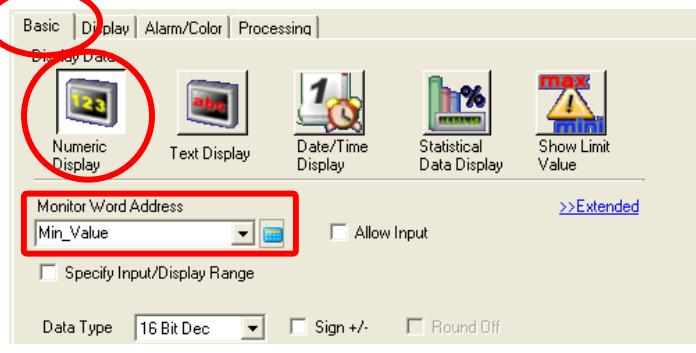 Basic Display Alarm/Color Processing
Display Data
123 abc 1 % max
mini
Numeric Display
Text Display
Date/Time Display
Statistical Data Display
Show Limit Value
Monitor Word Address >>Extended
Min_Value Allow Input
Specify Input/Display Range
Data Type 16 Bit Dec Sign +/- Round Off